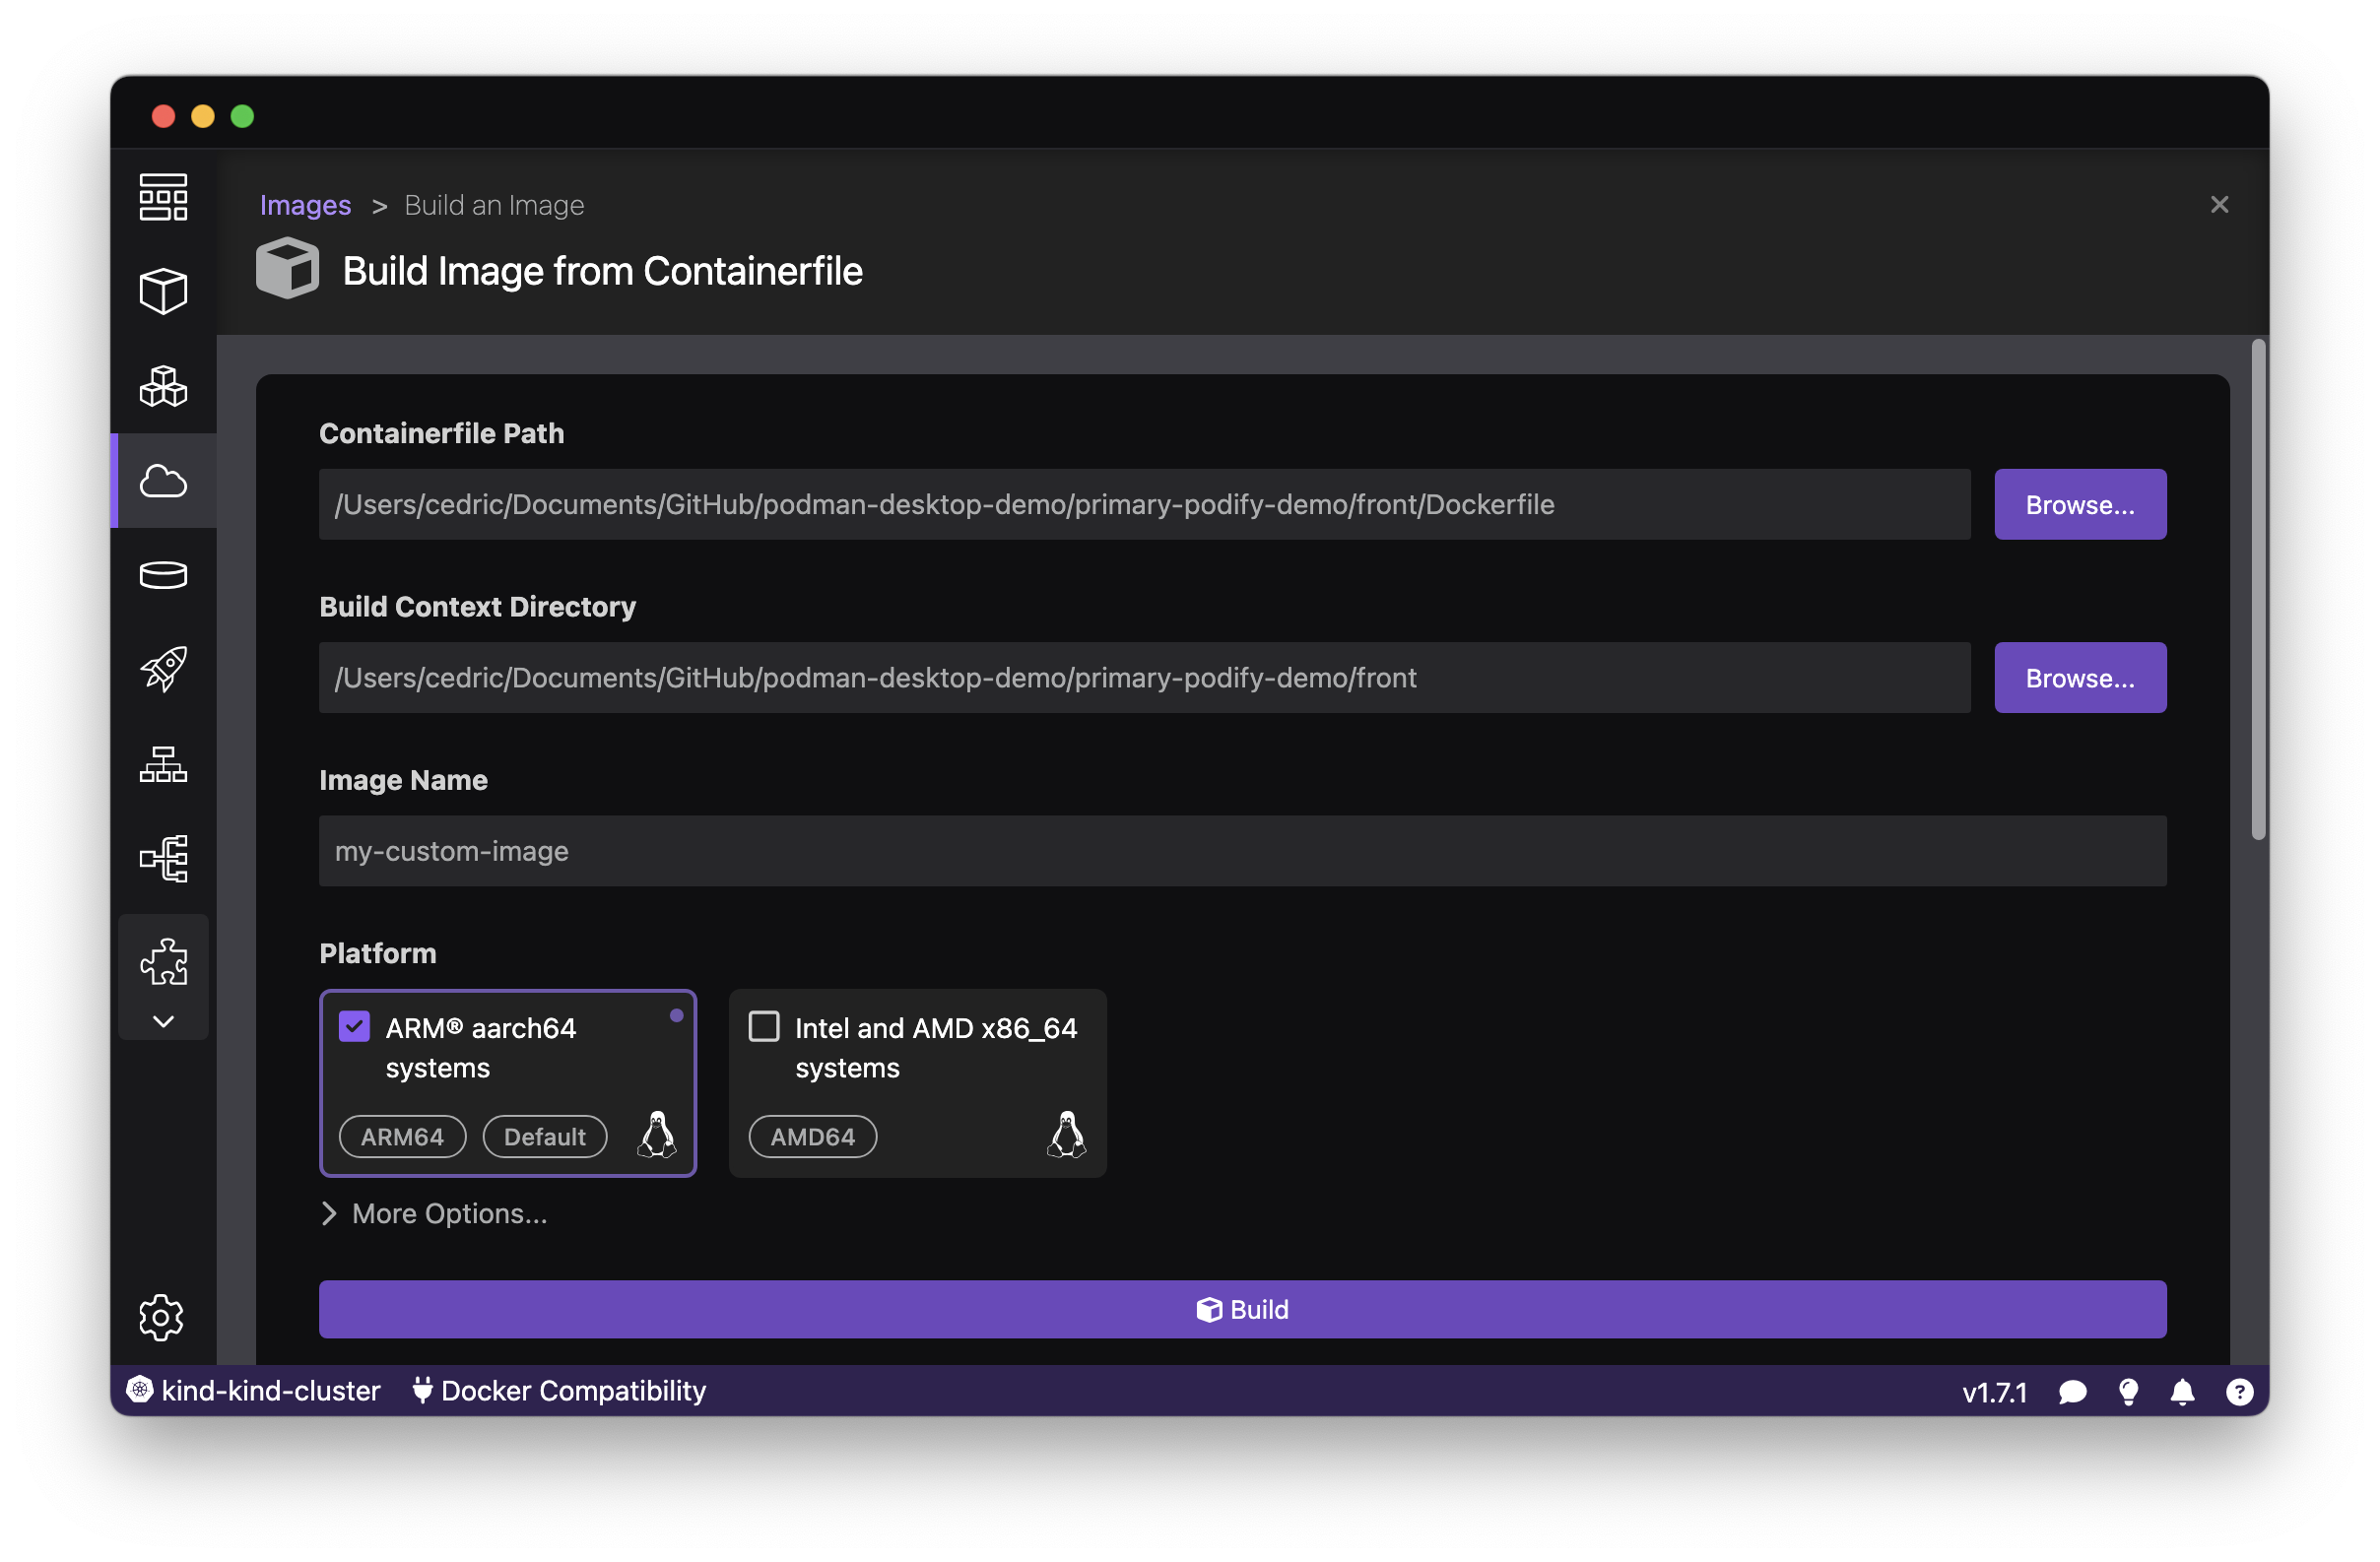 Images > Build an Image
Build Image from Containerfile
Containerfile Path
/Users/cedric/Documents/GitHub/podman-desktop-demo/primary-podify-demo/front/Dockerfile
Browse...
Build Context Directory
/Users/cedric/Documents/GitHub/podman-desktop-demo/primary-podify-demo/front
Browse...
Image Name
my-custom-image
Platform
ARM® aarch64
systems
ARM64 Default
Intel and AMD x86_64
systems
AMD64
More Options...
Build
kind-kind-cluster Docker Compatibility v1.7.1